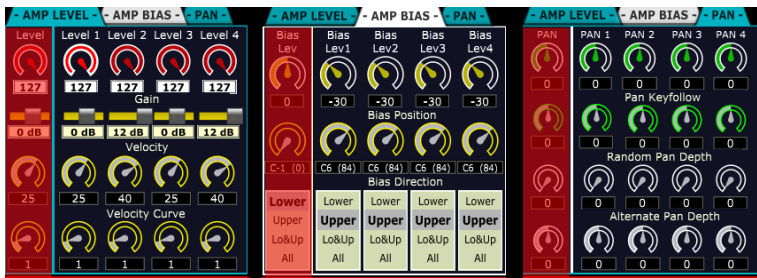 - AMP LEVEL - - AMP BIAS - - PAN -
Level Level 1 Level 2 Level 3 Level 4
127 127 127 127 127
Gain
0 dB 0 dB 12 dB 0 dB 12 dB
Velocity
25 25 40 25 40
Velocity Curve
1 1 1 1 1
- AMP LEVEL - - AMP BIAS - - PAN -
Bias Bias Bias Bias Bias
Lev Lev1 Lev2 Lev3 Lev4
0 -30 -30 -30 -30
Bias Position
C-1 (0) C6 (84) C6 (84) C6 (84) C6 (84)
Bias Direction
Lower Lower Lower Lower Lower
Upper Upper Upper Upper Upper
Lo&Up Lo&Up Lo&Up Lo&Up Lo&Up
All All All All All
- AMP LEVEL - - AMP BIAS - - PAN -
PAN PAN 1 PAN 2 PAN 3 PAN 4
0 0 0 0 0
Pan Keyfollow
0 0 0 0 0
Random Pan Depth
0 0 0 0 0
Alternate Pan Depth
0 0 0 0 0